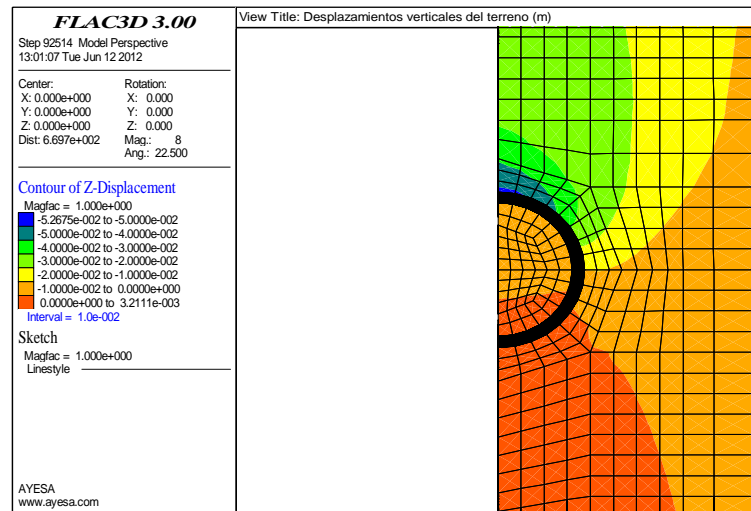 FLAC3D 3.00
Step 92514 Model Perspective
13:01:07 Tue Jun 12 2012
Center: Rotation:
X: 0.000e+000 X: 0.000
Y: 0.000e+000 Y: 0.000
Z: 0.000e+000 Z: 0.000
Dist: 6.697e+002 Mag.: 8
Ang.: 22.500
Contour of Z-Displacement
Magfac = 1.000e+000
-5.2675e-002 to -5.0000e-002
-5.0000e-002 to -4.0000e-002
-4.0000e-002 to -3.0000e-002
-3.0000e-002 to -2.0000e-002
-2.0000e-002 to -1.0000e-002
-1.0000e-002 to 0.0000e+000
0.0000e+000 to 3.2111e-003
Interval = 1.0e-002
Sketch
Magfac = 1.000e+000
Linestyle
AYESA
www.ayesa.com
View Title: Desplazamientos verticales del terreno (m)